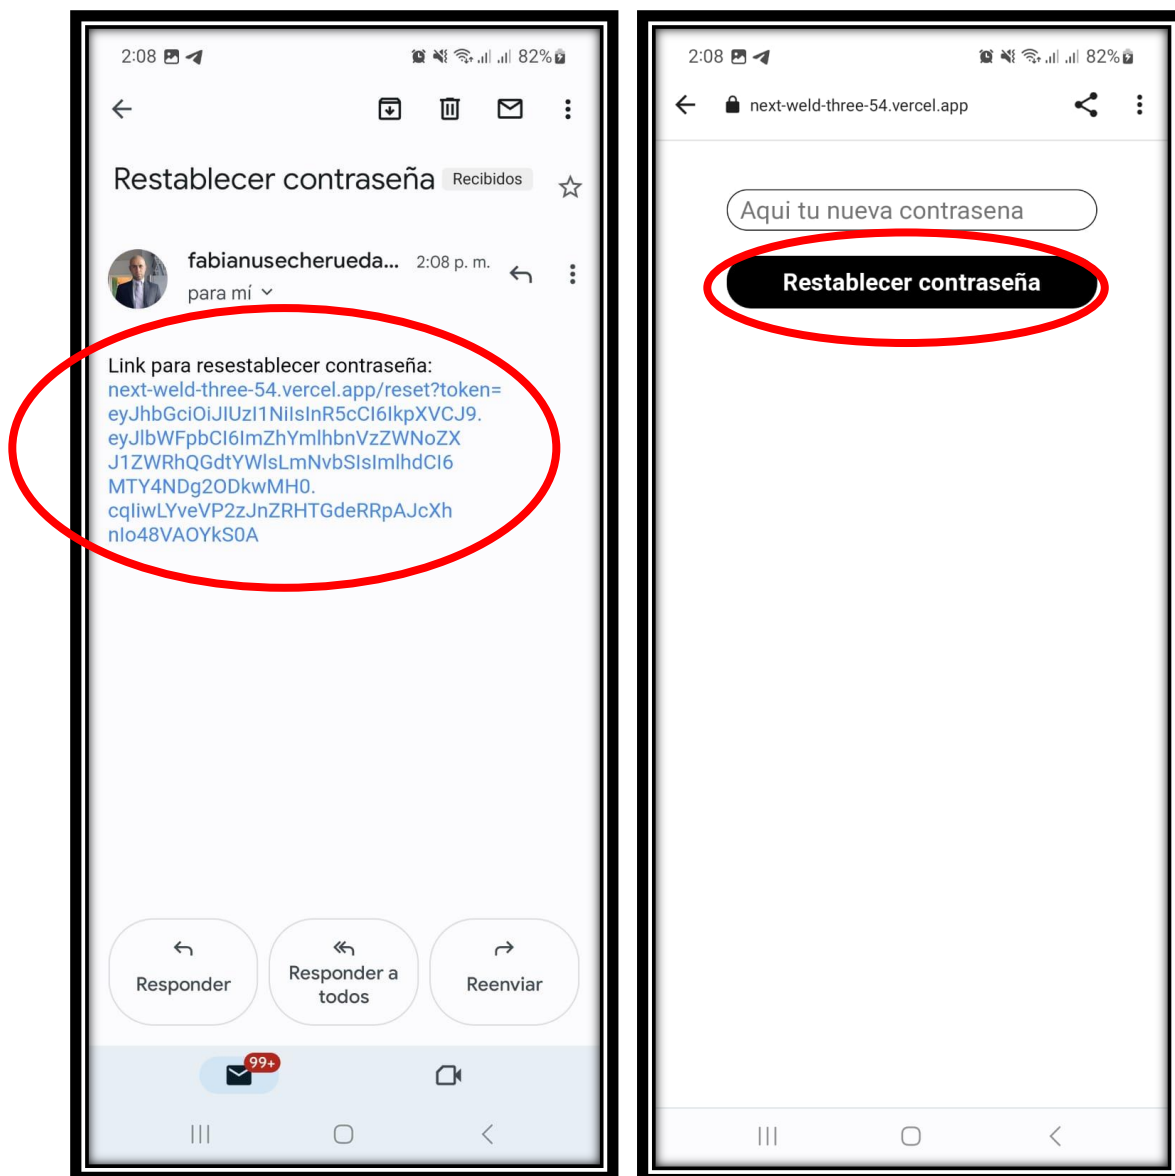 2:08
82%
Restablecer contraseña
Recibidos
fabianusecherueda...
2:08 p. m.
para mí
Link para resestablecer contraseña:
next-weld-three-54.vercel.app/reset?token=
eyJhbGciOiJIUzI1NiIsInR5cCI6IkpXVCJ9.
eyJlbWFpbCI6ImZhYmlhbnVzZWNoZX
J1ZWRhQGdtYWlsLmNvbSIsImlhdCI6
MTY4NDg2ODkwMH0.
cqIiwLYveVP2zJnZRHTGdeRRpAJcXh
nIo48VAOYkS0A
Responder
Responder a
todos
Reenviar
99+
2:08
82%
next-weld-three-54.vercel.app
Aqui tu nueva contrasena
Restablecer contraseña